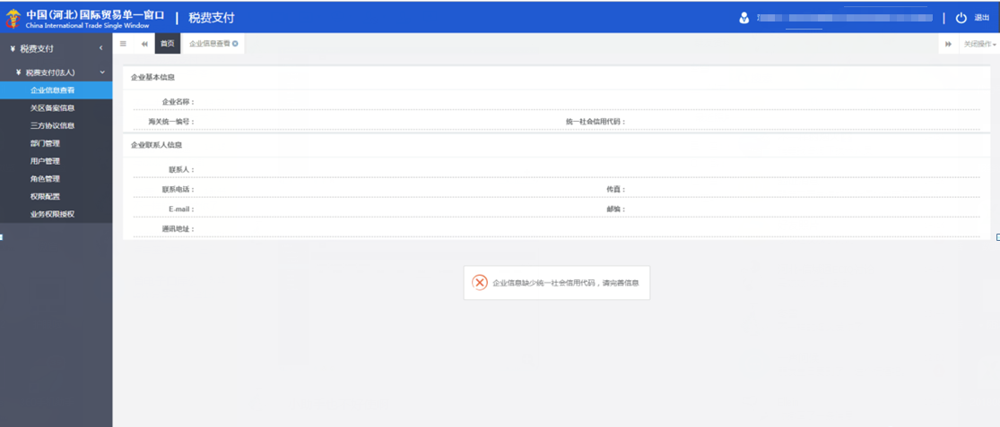 中国(河北)国际贸易单一窗口 | 税费支付
China International Trade Single Window
退出
¥ 税费支付
首页 企业信息查看
关闭操作
¥ 税费支付(法人)
企业信息查看
关区备案信息
三方协议信息
部门管理
用户管理
角色管理
权限配置
业务权限授权
企业基本信息
企业名称：
海关统一编号： 统一社会信用代码：
企业联系人信息
联系人：
联系电话： 传真：
E-mail： 邮编：
通讯地址：
企业信息缺少统一社会信用代码，请完善信息